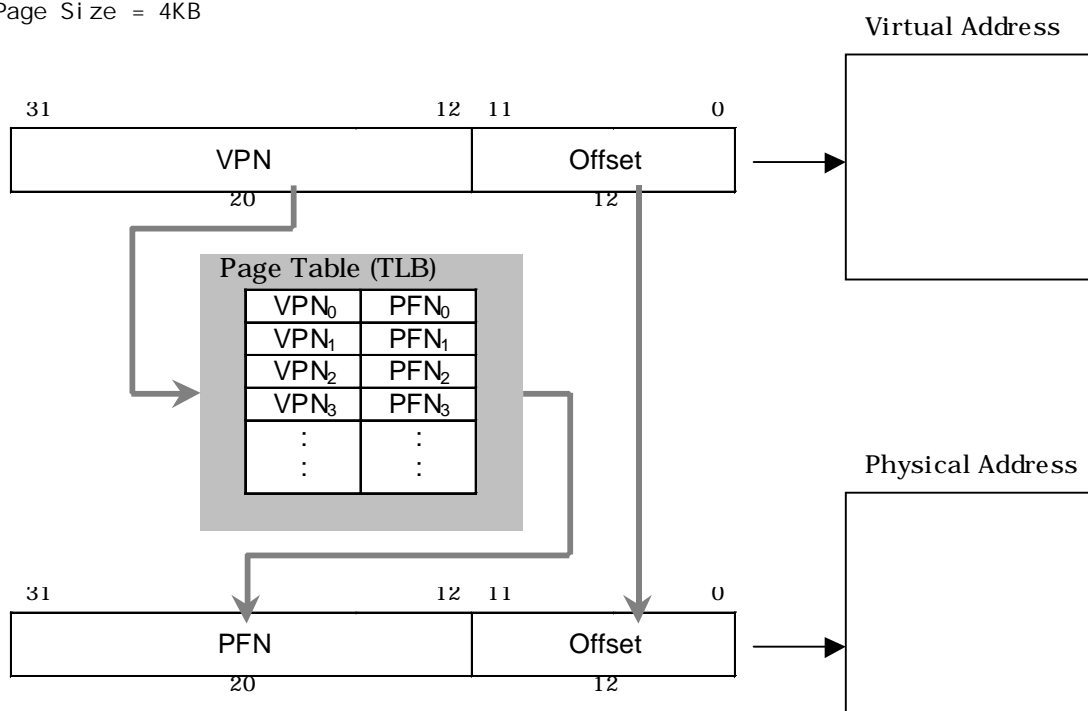 Page Size = 4KB
Virtual Address
31 12 11 0
VPN Offset
20 12
Page Table (TLB)
VPN₀ PFN₀
VPN₁ PFN₁
VPN₂ PFN₂
VPN₃ PFN₃
: :
: :
Physical Address
31 12 11 0
PFN Offset
20 12